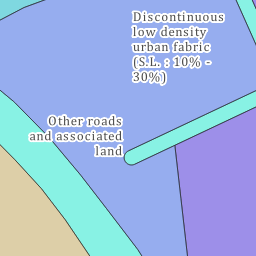 Discontinuous
low density
urban fabric
(S.L. : 10% -
30%)
Other roads
and associated
land